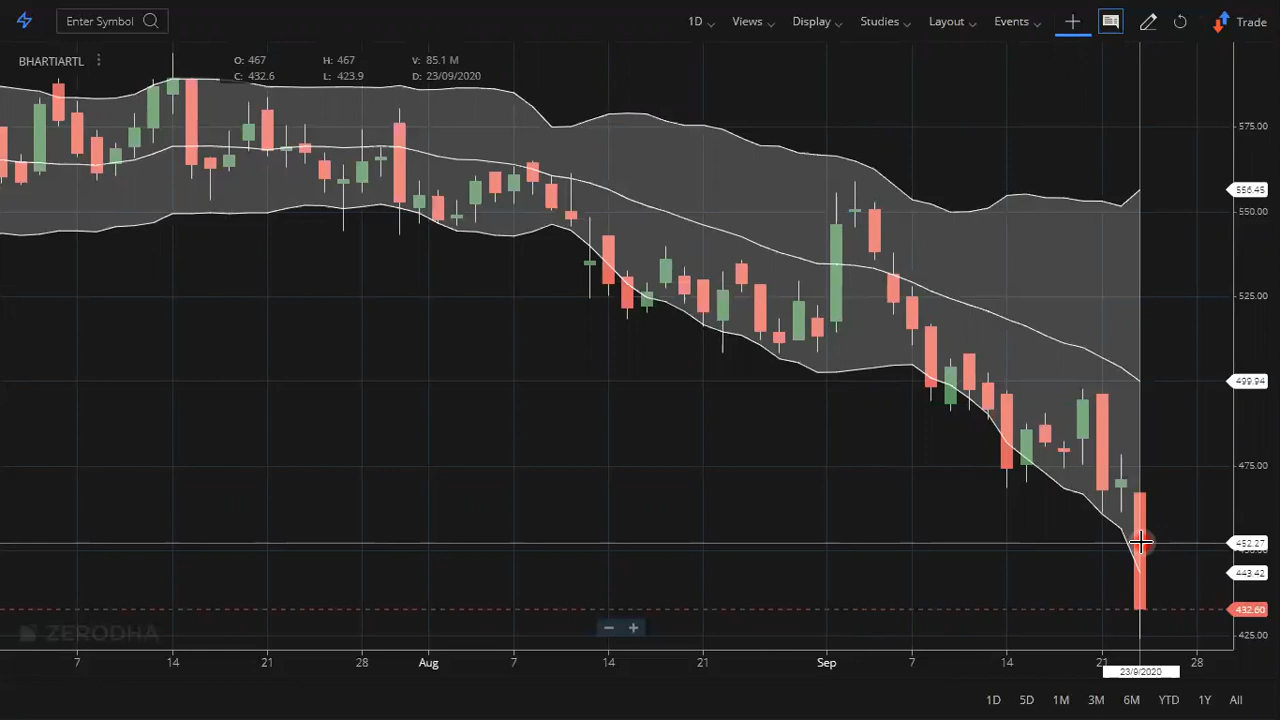 Enter Symbol 1D Views Display Studies Layout Events Trade
BHARTIARTL O: 467 H: 467 V: 85.1 M
C: 432.6 L: 423.9 D: 23/09/2020
575.00
556.45
550.00
525.00
499.94
475.00
452.27
443.42
432.60
ZERODHA
425.00
7 14 21 28 Aug 7 14 21 Sep 7 14 21 28
23/9/2020
1D 5D 1M 3M 6M YTD 1Y All